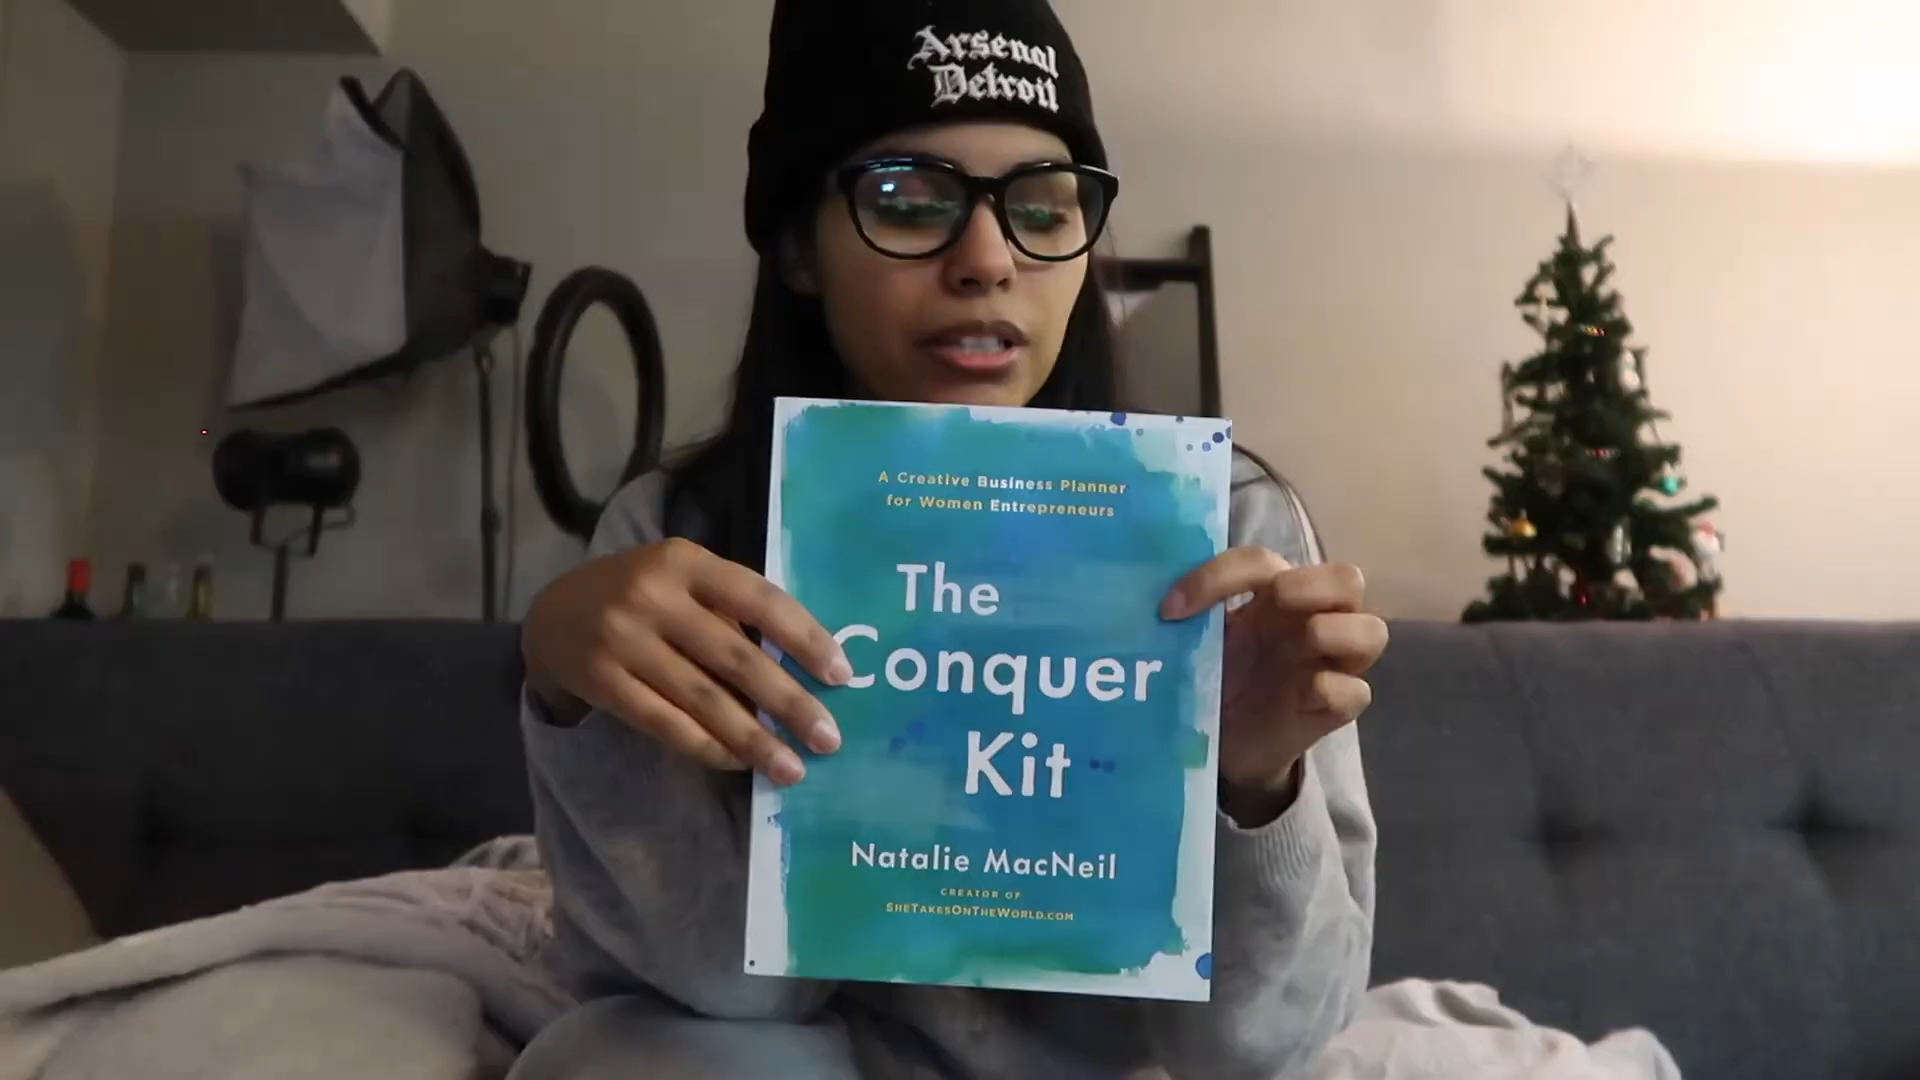 Arsenal
Detroit
A Creative Business Planner
for Women Entrepreneurs
The
Conquer
Kit
Natalie MacNeil
CREATOR OF
SHETAKESONTHEWORLD.COM